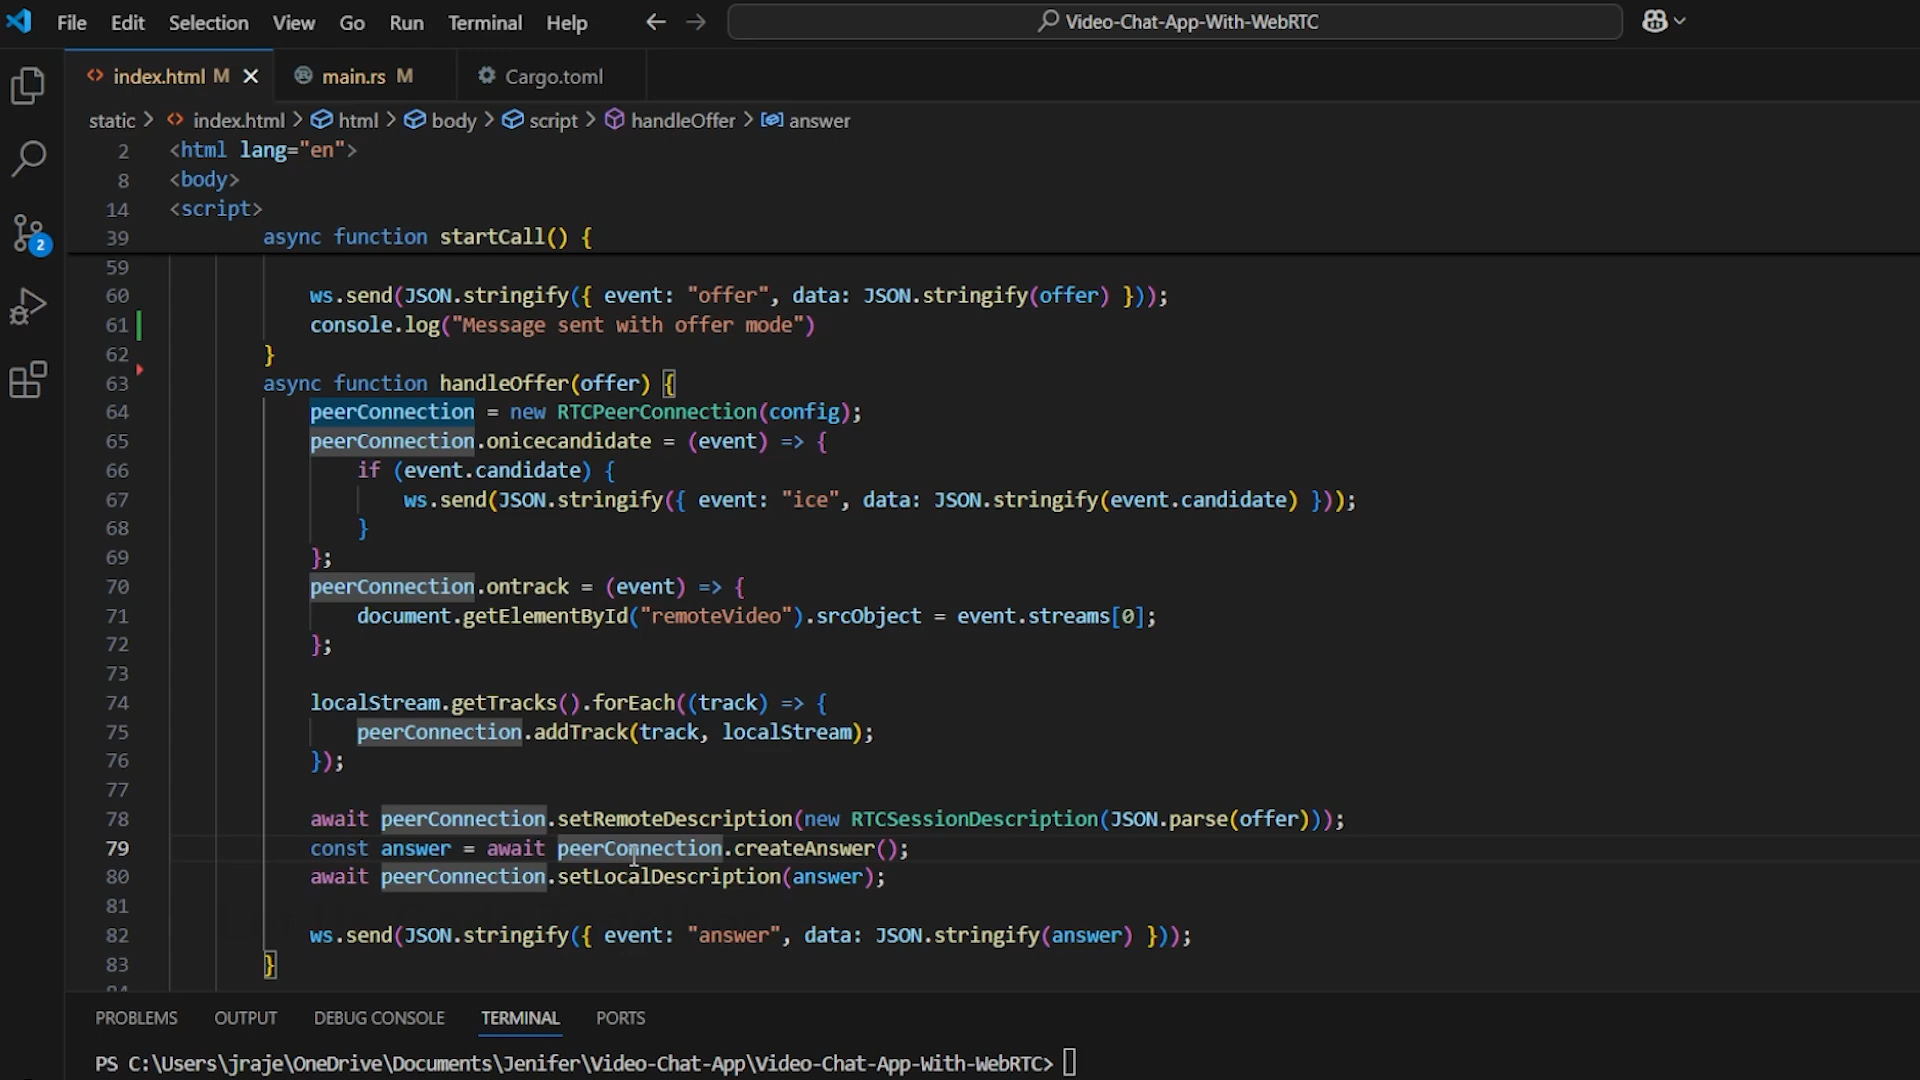 File Edit Selection View Go Run Terminal Help Video-Chat-App-With-WebRTC
index.html M main.rs M Cargo.toml
static > index.html > html > body > script > handleOffer > answer
2 <html lang="en">
8 <body>
14 <script>
39 async function startCall() {
59
60 ws.send(JSON.stringify({ event: "offer", data: JSON.stringify(offer) }));
61 console.log("Message sent with offer mode")
62 }
63 async function handleOffer(offer) {
64 peerConnection = new RTCPeerConnection(config);
65 peerConnection.onicecandidate = (event) => {
66 if (event.candidate) {
67 ws.send(JSON.stringify({ event: "ice", data: JSON.stringify(event.candidate) }));
68 }
69 };
70 peerConnection.ontrack = (event) => {
71 document.getElementById("remoteVideo").srcObject = event.streams[0];
72 };
73
74 localStream.getTracks().forEach((track) => {
75 peerConnection.addTrack(track, localStream);
76 });
77
78 await peerConnection.setRemoteDescription(new RTCSessionDescription(JSON.parse(offer)));
79 const answer = await peerConnection.createAnswer();
80 await peerConnection.setLocalDescription(answer);
81
82 ws.send(JSON.stringify({ event: "answer", data: JSON.stringify(answer) }));
83 }
2
PROBLEMS OUTPUT DEBUG CONSOLE TERMINAL PORTS
PS C:\Users\jraje\OneDrive\Documents\Jenifer\Video-Chat-App\Video-Chat-App-With-WebRTC>